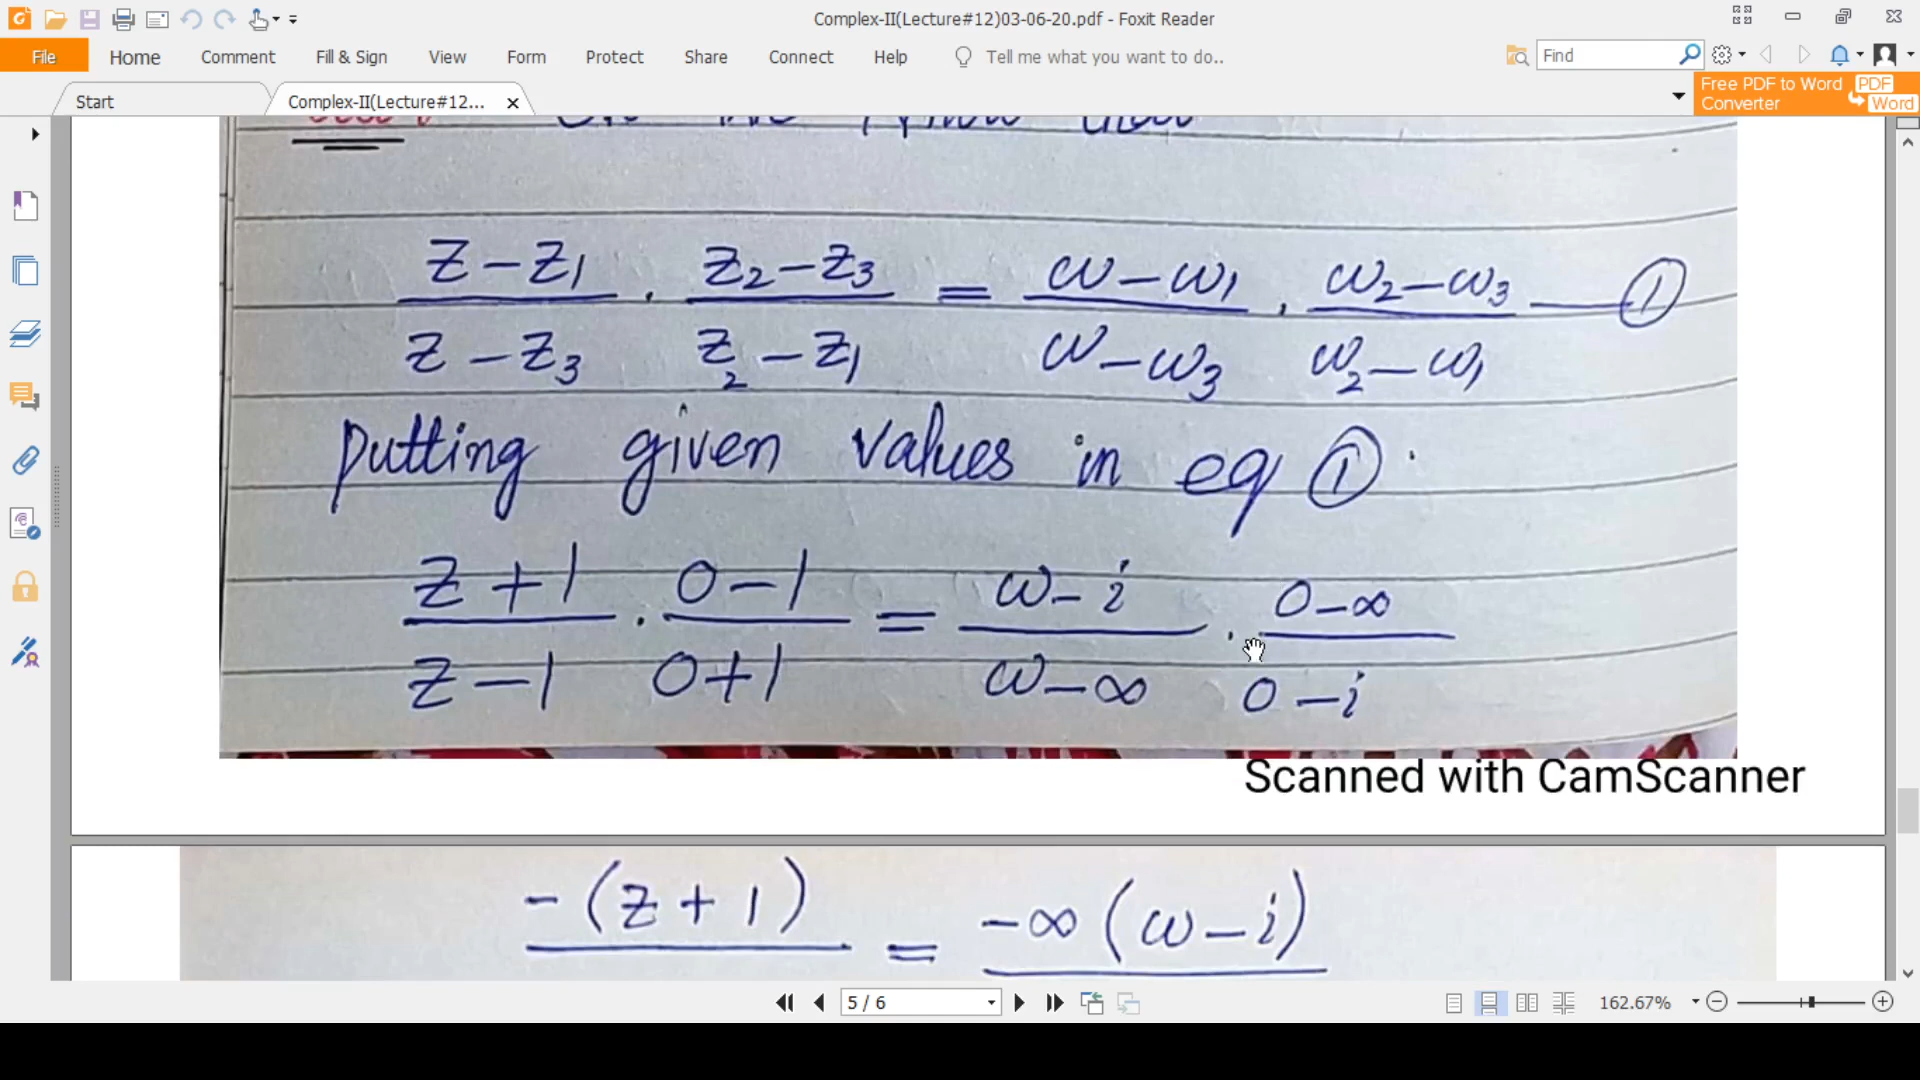 Complex-II(Lecture#12)03-06-20.pdf - Foxit Reader
File Home Comment Fill & Sign View Form Protect Share Connect Help Tell me what you want to do.. Find
Start Complex-II(Lecture#12... Free PDF to Word Converter PDF Word
z-z₁/z-z₃ · z₂-z₃/z₂-z₁ = w-w₁/w-w₃ · w₂-w₃/w₂-w₁ — ①
putting given values in eq ①.
z+1/z-1 · 0-1/0+1 = w-i/w-∞ · 0-∞/0-i
Scanned with CamScanner
-(z+1) = -∞(w-i)
5 / 6 162.67%